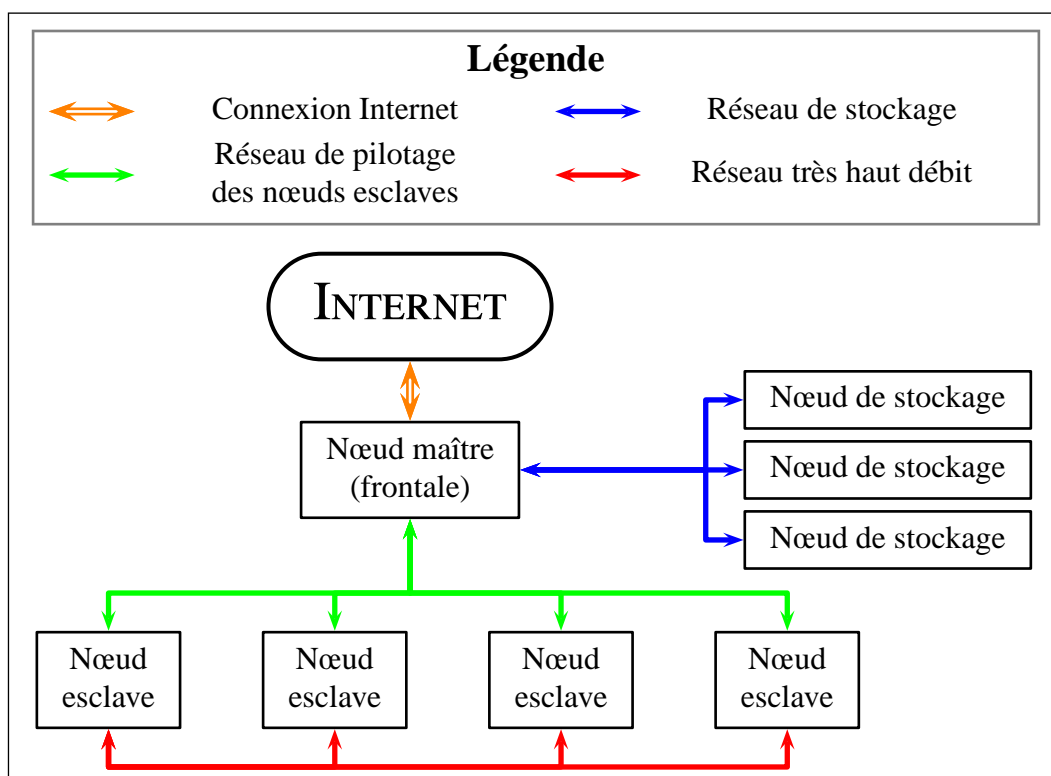 Légende
Connexion Internet
Réseau de stockage
Réseau de pilotage
des nœuds esclaves
Réseau très haut débit
INTERNET
Nœud maître
(frontale)
Nœud de stockage
Nœud de stockage
Nœud de stockage
Nœud
esclave
Nœud
esclave
Nœud
esclave
Nœud
esclave